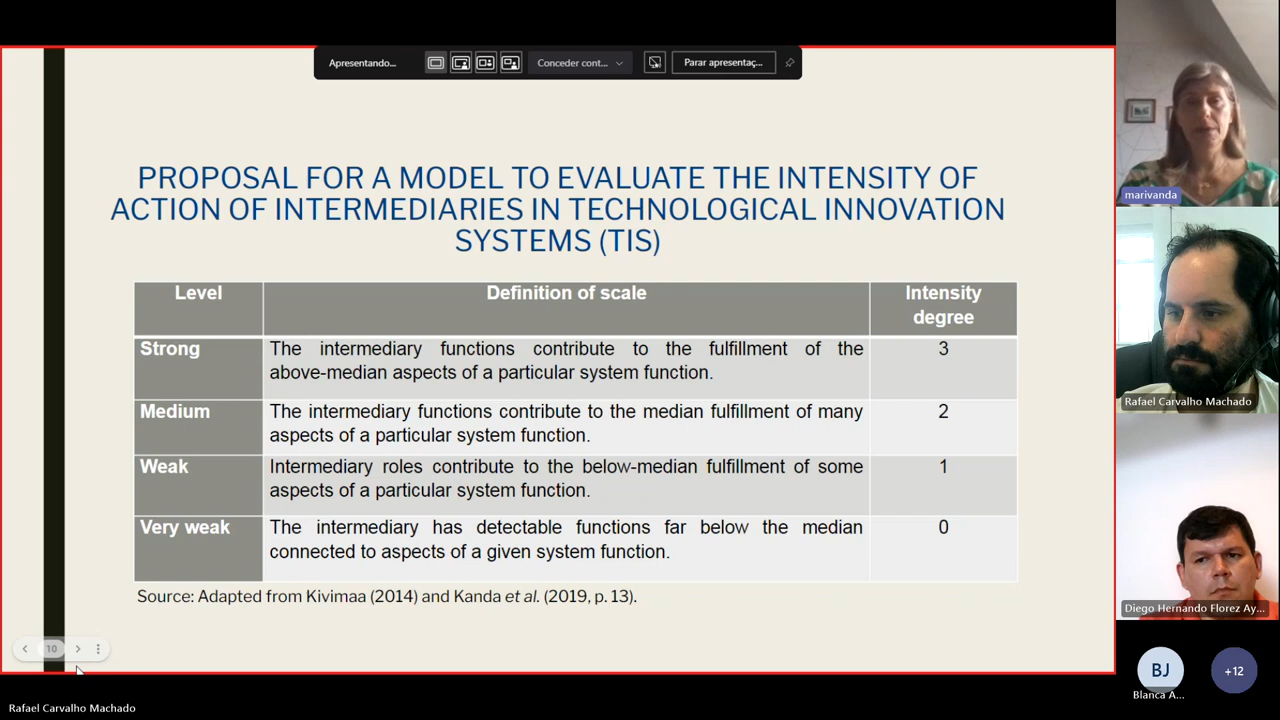 Apresentando...
Conceder cont...
Parar apresentaç...
PROPOSAL FOR A MODEL TO EVALUATE THE INTENSITY OF
ACTION OF INTERMEDIARIES IN TECHNOLOGICAL INNOVATION
SYSTEMS (TIS)
Level
Definition of scale
Intensity
degree
Strong
The intermediary functions contribute to the fulfillment of the
above-median aspects of a particular system function.
3
Medium
The intermediary functions contribute to the median fulfillment of many
aspects of a particular system function.
2
Weak
Intermediary roles contribute to the below-median fulfillment of some
aspects of a particular system function.
1
Very weak
The intermediary has detectable functions far below the median
connected to aspects of a given system function.
0
Source: Adapted from Kivimaa (2014) and Kanda et al. (2019, p. 13).
10
marivanda
Rafael Carvalho Machado
Diego Hernando Florez Ay...
BJ
Blanca A...
+12
Rafael Carvalho Machado